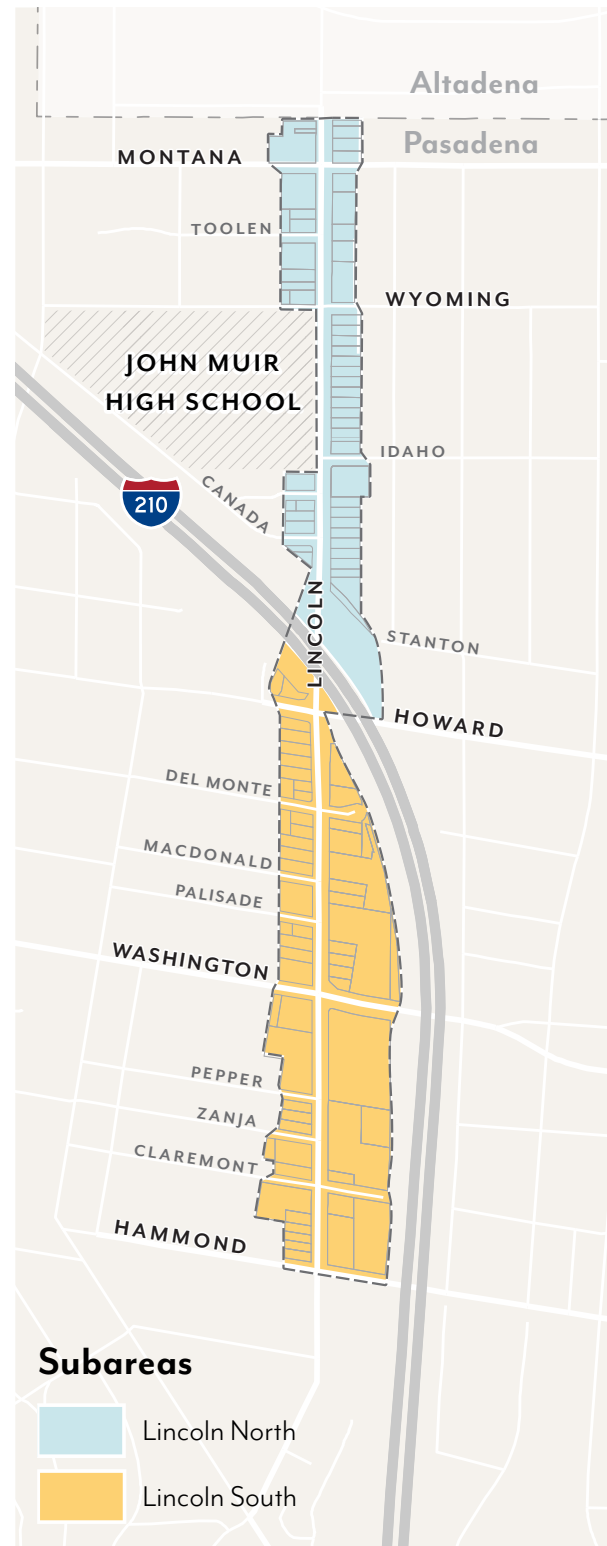 Altadena
Pasadena
MONTANA
TOOLEN
WYOMING
JOHN MUIR
HIGH SCHOOL
IDAHO
CANADA
210
LINCOLN
STANTON
HOWARD
DEL MONTE
MACDONALD
PALISADE
WASHINGTON
PEPPER
ZANJA
CLAREMONT
HAMMOND
Subareas
Lincoln North
Lincoln South